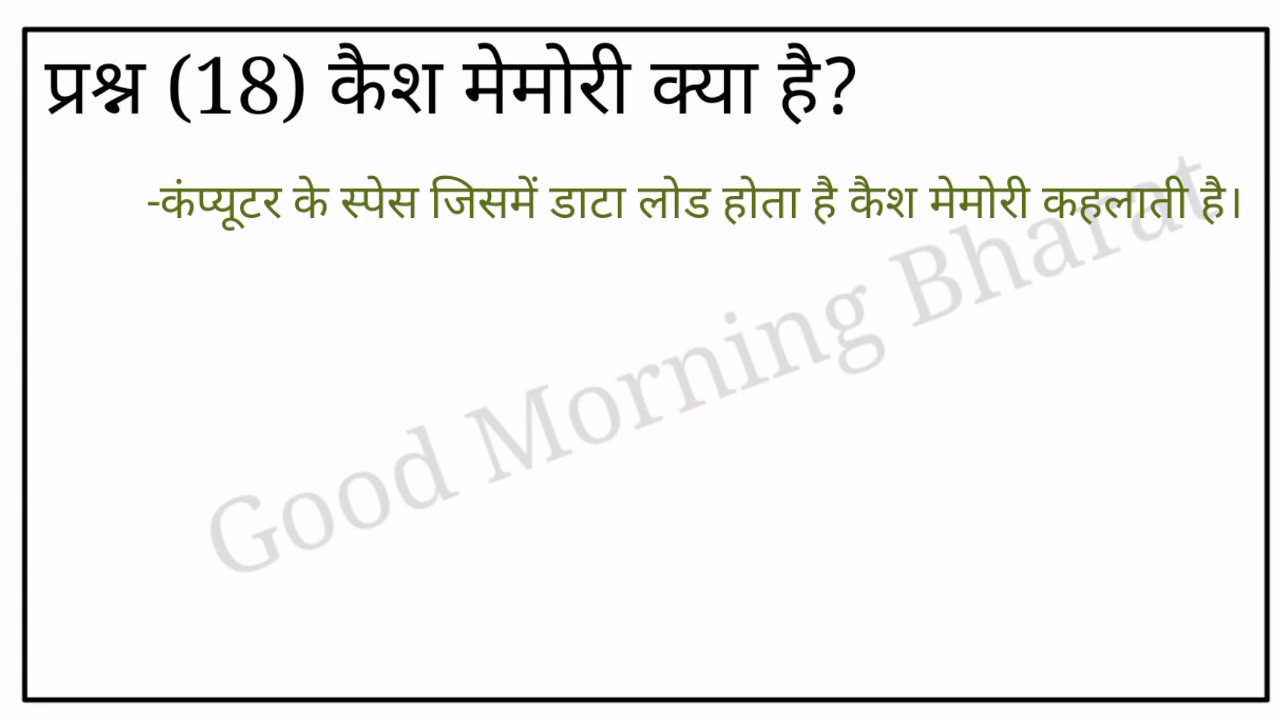 प्रश्न (18) कैश मेमोरी क्या है?
-कंप्यूटर के स्पेस जिसमें डाटा लोड होता है कैश मेमोरी कहलाती है।
Good Morning Bharat